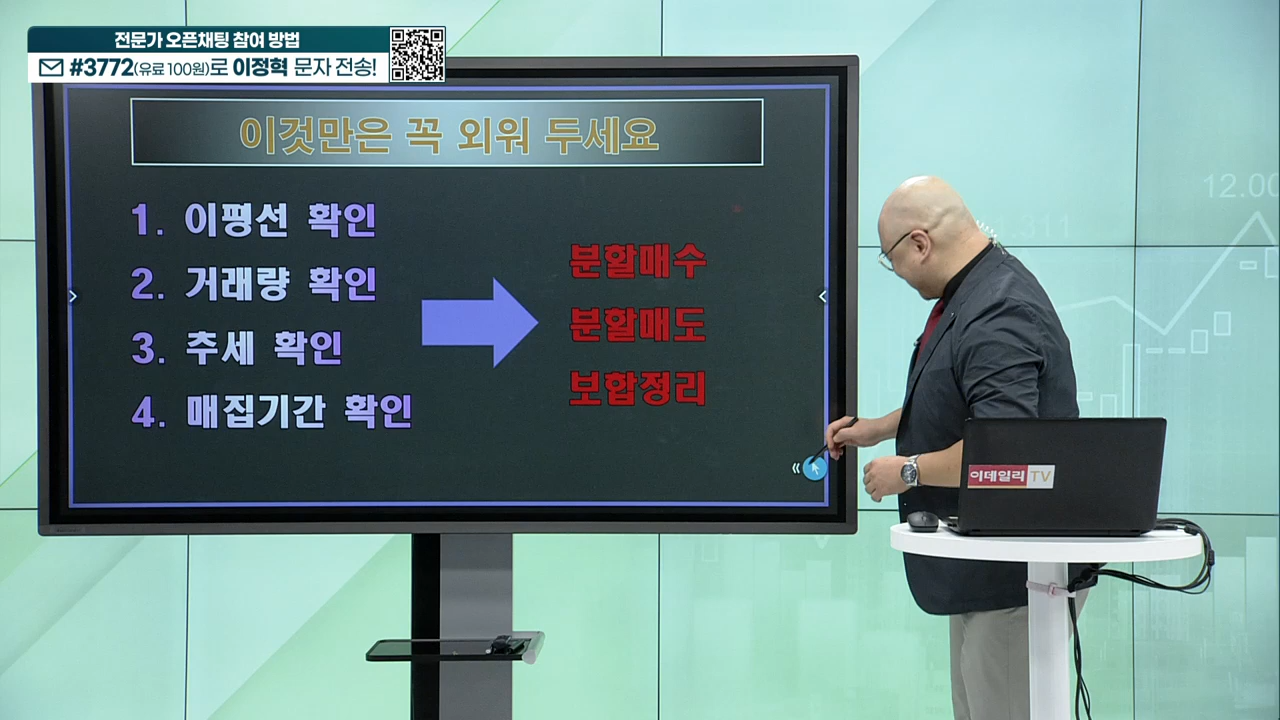 전문가 오픈채팅 참여 방법
#3772(유료 100원)로 이정혁 문자 전송!
이것만은 꼭 외워 두세요
1. 이평선 확인
2. 거래량 확인
3. 추세 확인
4. 매집기간 확인
분할매수
분할매도
보합정리
이데일리 TV
12.00